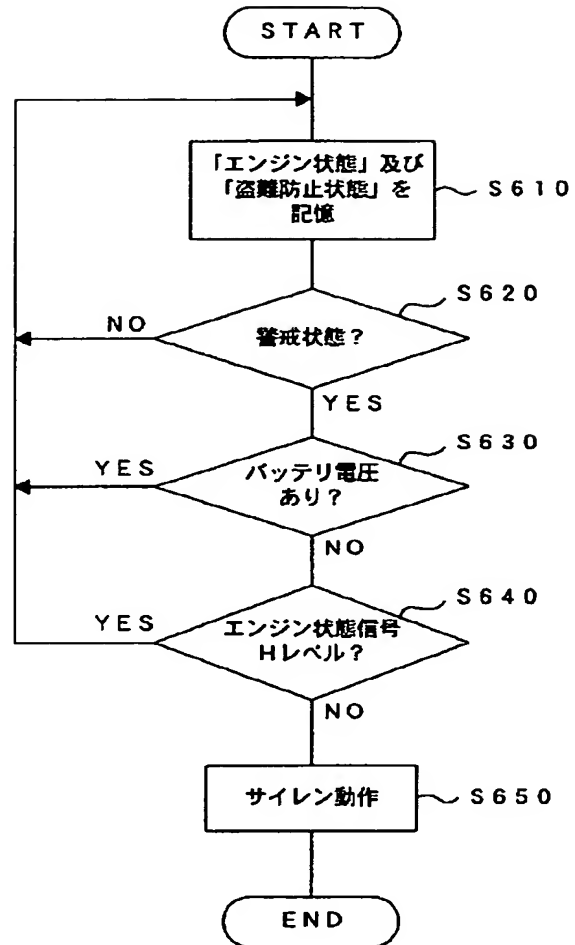 ＳＴＡＲＴ
「エンジン状態」及び
「盗難防止状態」を
記憶
Ｓ６１０
Ｓ６２０
ＮＯ
警戒状態？
ＹＥＳ
Ｓ６３０
ＹＥＳ
バッテリ電圧
あり？
ＮＯ
Ｓ６４０
ＹＥＳ
エンジン状態信号
Ｈレベル？
ＮＯ
サイレン動作
Ｓ６５０
ＥＮＤ